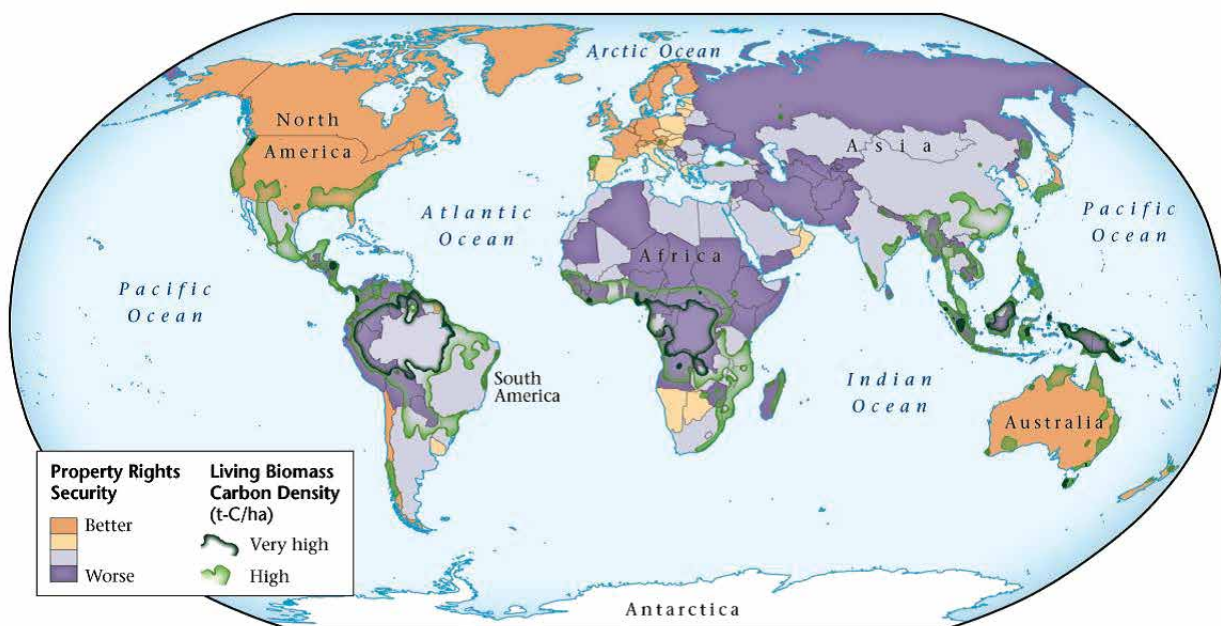 Arctic Ocean
North
America
Asia
Atlantic
Ocean
Pacific
Ocean
Africa
Pacific
Ocean
South
America
Indian
Ocean
Australia
Property Rights
Security
Better
Worse
Living Biomass
Carbon Density
(t-C/ha)
Very high
High
Antarctica